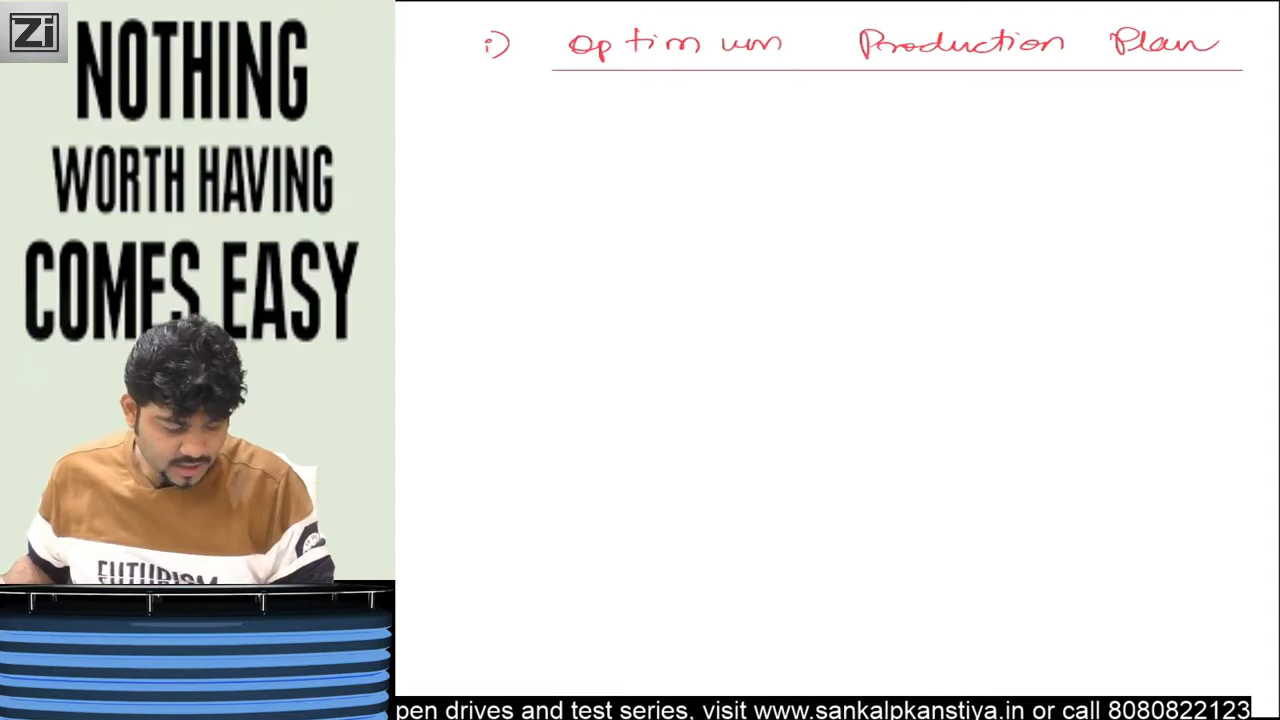 Zi
NOTHING
WORTH HAVING
COMES EASY
FUTURISM
i) Optimum Production Plan
pen drives and test series, visit www.sankalpkanstiya.in or call 8080822123